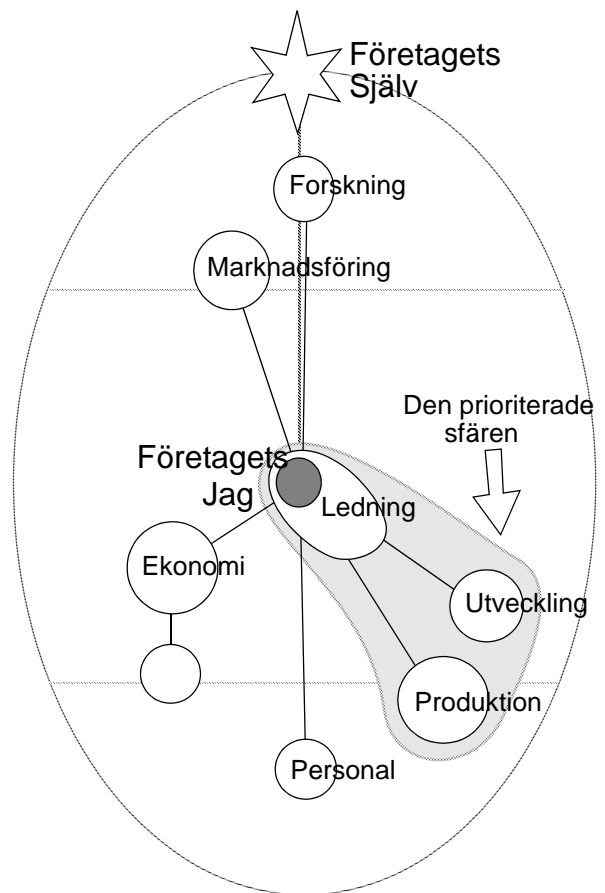 Företagets
Själv
Forskning
Marknadsföring
Den prioriterade
sfären
Företagets
Jag
Ledning
Ekonomi
Utveckling
Produktion
Personal